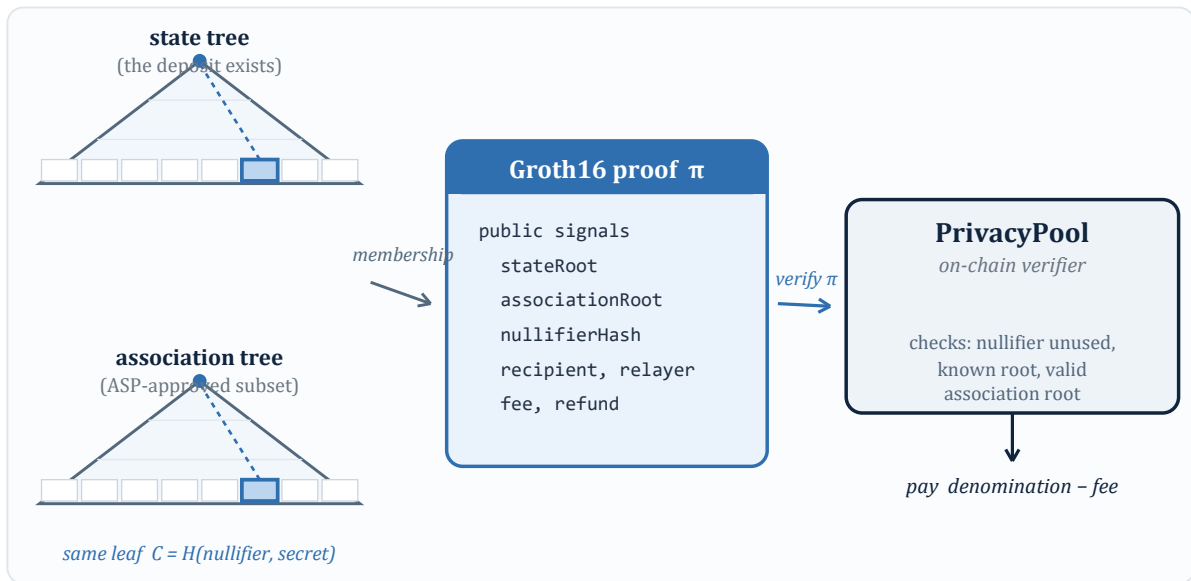 state tree
(the deposit exists)
association tree
(ASP-approved subset)
same leaf C = H(nullifier, secret)
membership
Groth16 proof π
public signals
stateRoot
associationRoot
nullifierHash
recipient, relayer
fee, refund
verify π
PrivacyPool
on-chain verifier
checks: nullifier unused,
known root, valid
association root
pay denomination – fee